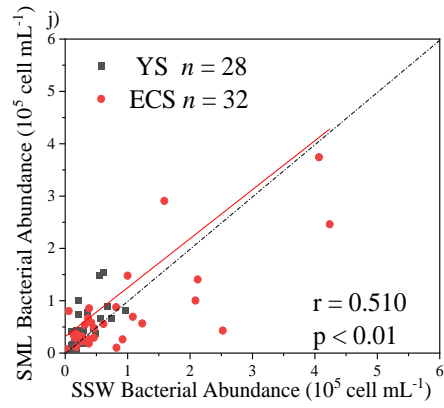 j)
6
5
4
3
2
1
0
SML Bacterial Abundance (10⁵ cell mL⁻¹)
YS n = 28
ECS n = 32
r = 0.510
p < 0.01
0 1 2 3 4 5 6
SSW Bacterial Abundance (10⁵ cell mL⁻¹)